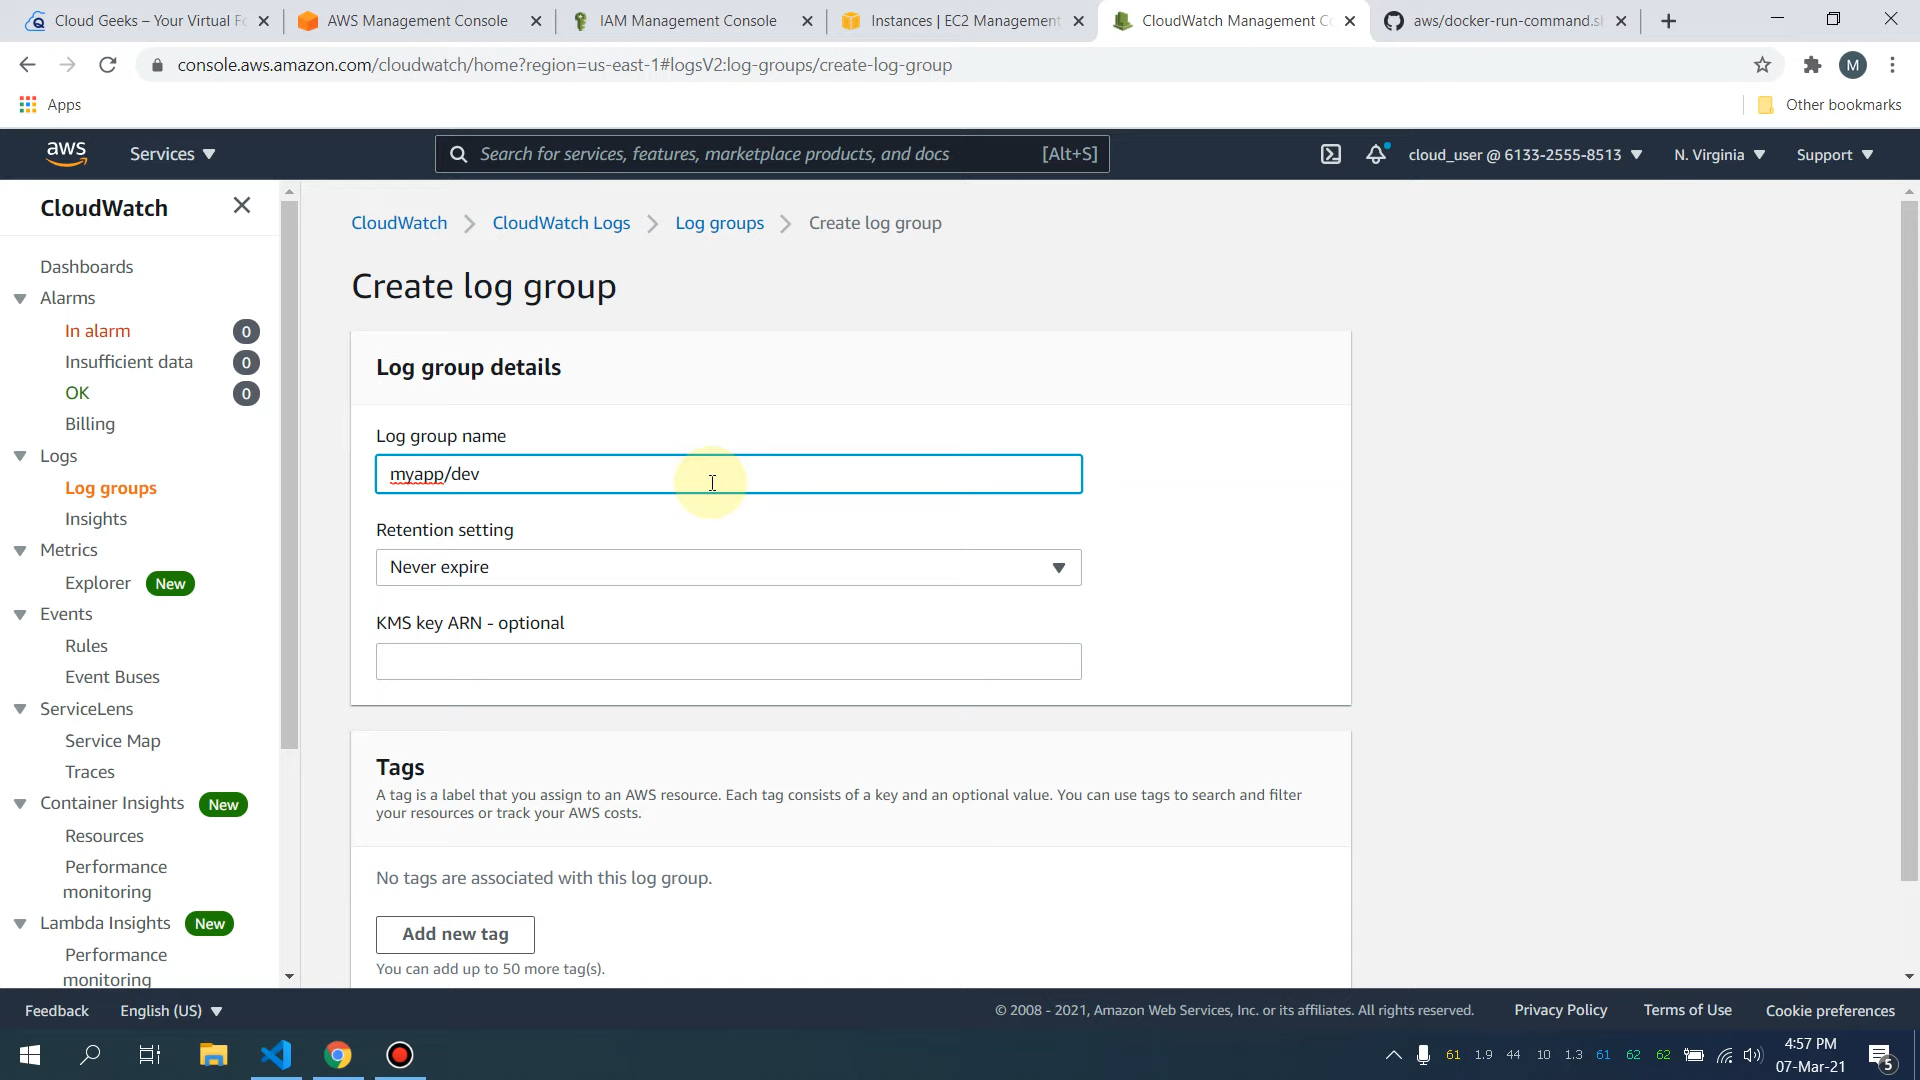 Cloud Geeks – Your Virtual Fo
AWS Management Console
IAM Management Console
Instances | EC2 Management
CloudWatch Management Co
aws/docker-run-command.sh
console.aws.amazon.com/cloudwatch/home?region=us-east-1#logsV2:log-groups/create-log-group
M
Apps
Other bookmarks
aws
Services
Search for services, features, marketplace products, and docs
[Alt+S]
cloud_user @ 6133-2555-8513
N. Virginia
Support
CloudWatch
Dashboards
Alarms
In alarm 0
Insufficient data 0
OK 0
Billing
Logs
Log groups
Insights
Metrics
Explorer New
Events
Rules
Event Buses
ServiceLens
Service Map
Traces
Container Insights New
Resources
Performance
monitoring
Lambda Insights New
Performance
monitoring
CloudWatch
CloudWatch Logs
Log groups
Create log group
Create log group
Log group details
Log group name
myapp/dev
Retention setting
Never expire
KMS key ARN - optional
Tags
A tag is a label that you assign to an AWS resource. Each tag consists of a key and an optional value. You can use tags to search and filter
your resources or track your AWS costs.
No tags are associated with this log group.
Add new tag
You can add up to 50 more tag(s).
Feedback
English (US)
© 2008 - 2021, Amazon Web Services, Inc. or its affiliates. All rights reserved.
Privacy Policy
Terms of Use
Cookie preferences
61 1.9 44 10 1.3 61 62 62
4:57 PM
07-Mar-21
5